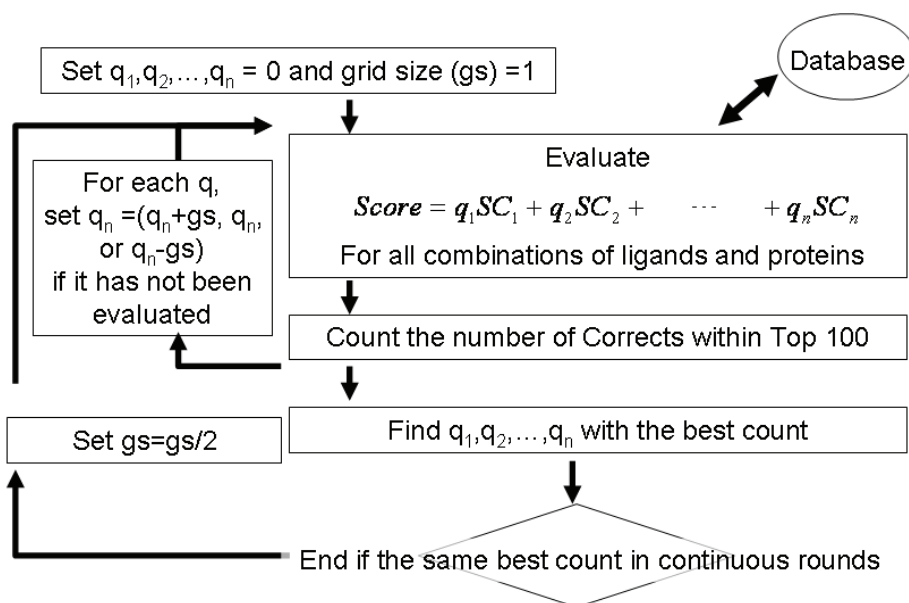 Set q₁,q₂,...,qₙ = 0 and grid size (gs) =1
Database
Evaluate
Score = q₁SC₁ + q₂SC₂ + ··· + qₙSCₙ
For all combinations of ligands and proteins
For each q,
set qₙ =(qₙ+gs, qₙ,
or qₙ-gs)
if it has not been
evaluated
Count the number of Corrects within Top 100
Find q₁,q₂,...,qₙ with the best count
Set gs=gs/2
End if the same best count in continuous rounds